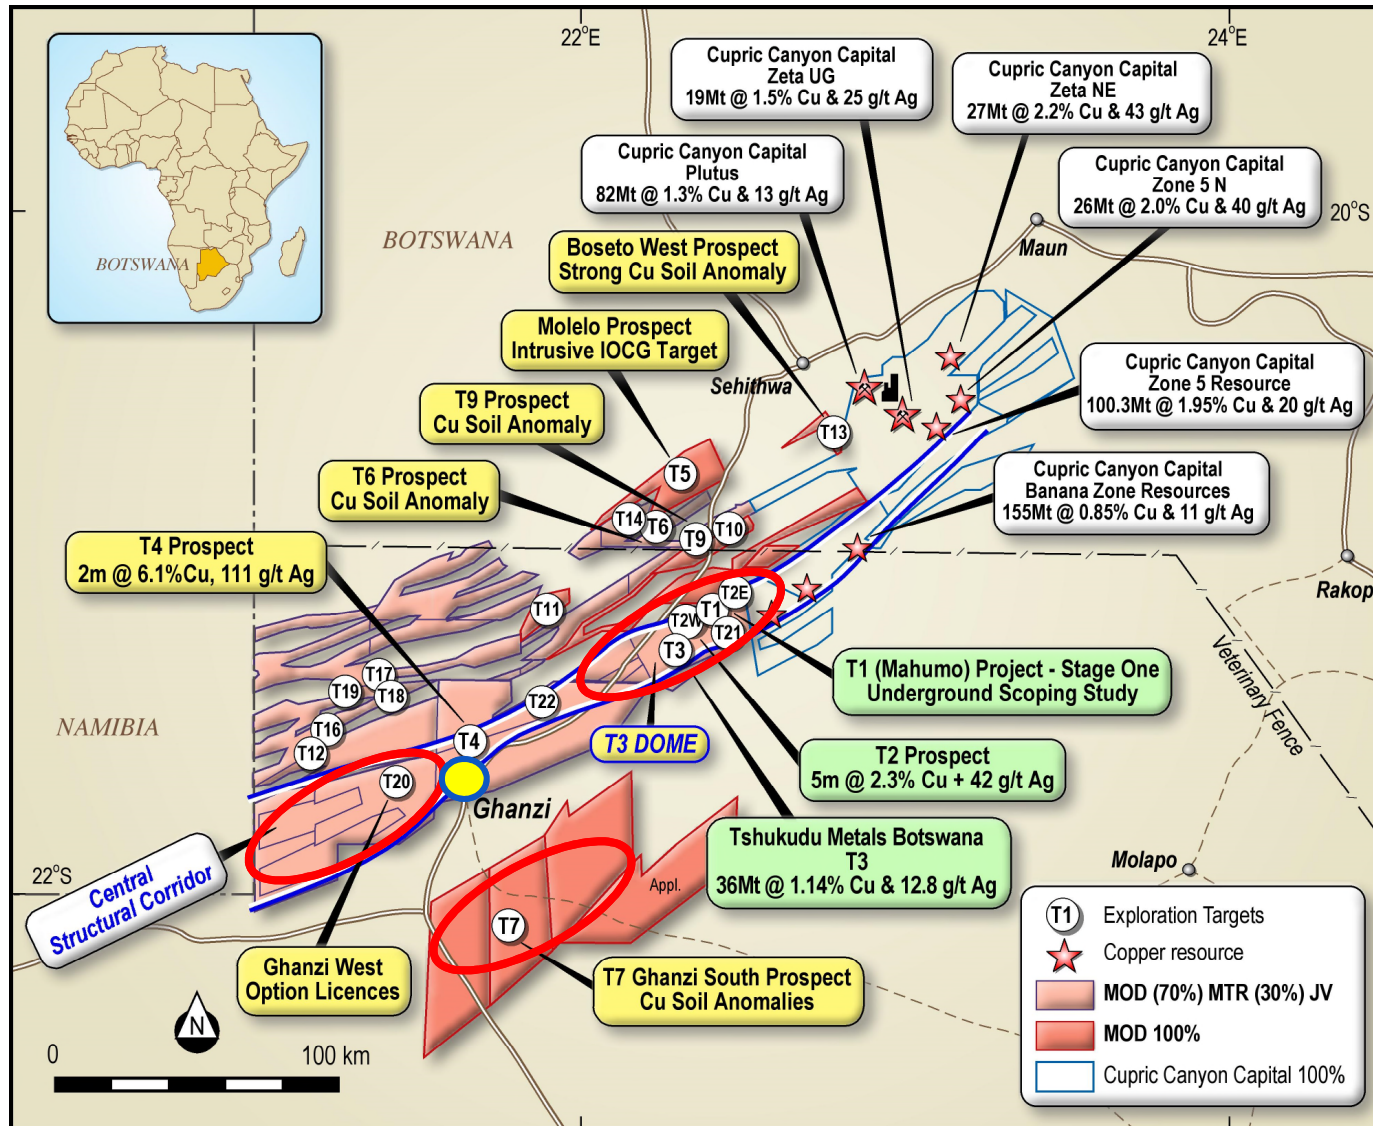 22°E
24°E
Cupric Canyon Capital
Zeta UG
19Mt @ 1.5% Cu & 25 g/t Ag
Cupric Canyon Capital
Zeta NE
27Mt @ 2.2% Cu & 43 g/t Ag
Cupric Canyon Capital
Plutus
82Mt @ 1.3% Cu & 13 g/t Ag
Cupric Canyon Capital
Zone 5 N
26Mt @ 2.0% Cu & 40 g/t Ag
20°S
BOTSWANA
BOTSWANA
Maun
Boseto West Prospect
Strong Cu Soil Anomaly
Molelo Prospect
Intrusive IOCG Target
Sehithwa
Cupric Canyon Capital
Zone 5 Resource
100.3Mt @ 1.95% Cu & 20 g/t Ag
T9 Prospect
Cu Soil Anomaly
T13
T6 Prospect
Cu Soil Anomaly
T5
Cupric Canyon Capital
Banana Zone Resources
155Mt @ 0.85% Cu & 11 g/t Ag
T14
T6
T9
T10
T4 Prospect
2m @ 6.1%Cu, 111 g/t Ag
Rakop
T11
T2E
T1
T2W
T21
T3
T1 (Mahumo) Project - Stage One
Underground Scoping Study
Veterinary Fence
T17
T19
T18
T22
NAMIBIA
T16
T12
T4
T3 DOME
T2 Prospect
5m @ 2.3% Cu + 42 g/t Ag
T20
Ghanzi
Tshukudu Metals Botswana
T3
36Mt @ 1.14% Cu & 12.8 g/t Ag
Molapo
22°S
Central
Structural Corridor
Appl.
T7
Ghanzi West
Option Licences
T7 Ghanzi South Prospect
Cu Soil Anomalies
N
0
100 km
T1
Exploration Targets
Copper resource
MOD (70%) MTR (30%) JV
MOD 100%
Cupric Canyon Capital 100%